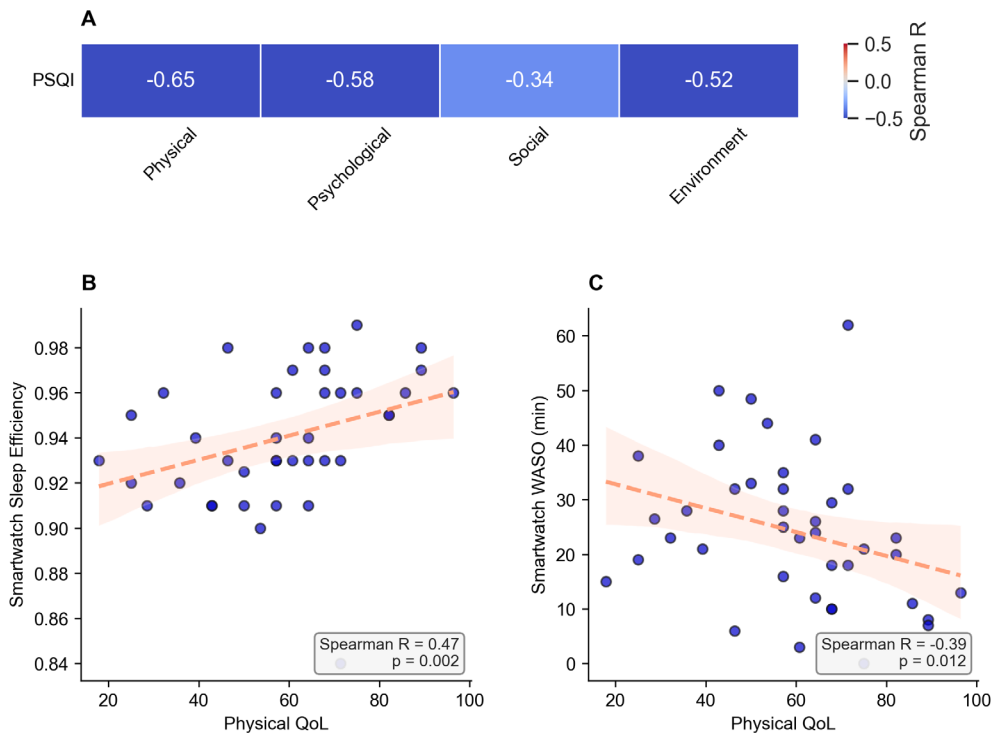 A
PSQI
-0.65
-0.58
-0.34
-0.52
Physical
Psychological
Social
Environment
0.5
0.0
−0.5
Spearman R
B
Smartwatch Sleep Efficiency
0.98
0.96
0.94
0.92
0.90
0.88
0.86
0.84
Spearman R = 0.47
p = 0.002
20
40
60
80
100
Physical QoL
C
Smartwatch WASO (min)
60
50
40
30
20
10
0
Spearman R = -0.39
p = 0.012
20
40
60
80
100
Physical QoL